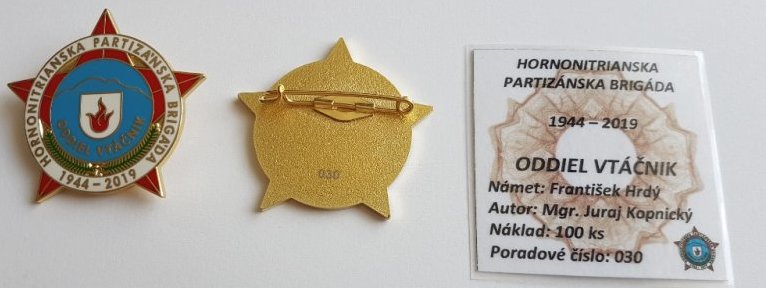 HORNONITRIANSKA PARTIZÁNSKA BRIGÁDA
ODDIEL VTÁČNIK
1944 - 2019
030
HORNONITRIANSKA
PARTIZÁNSKA BRIGÁDA
1944 – 2019
ODDIEL VTÁČNIK
Námet: František Hrdý
Autor: Mgr. Juraj Kopnický
Náklad: 100 ks
Poradové číslo: 030